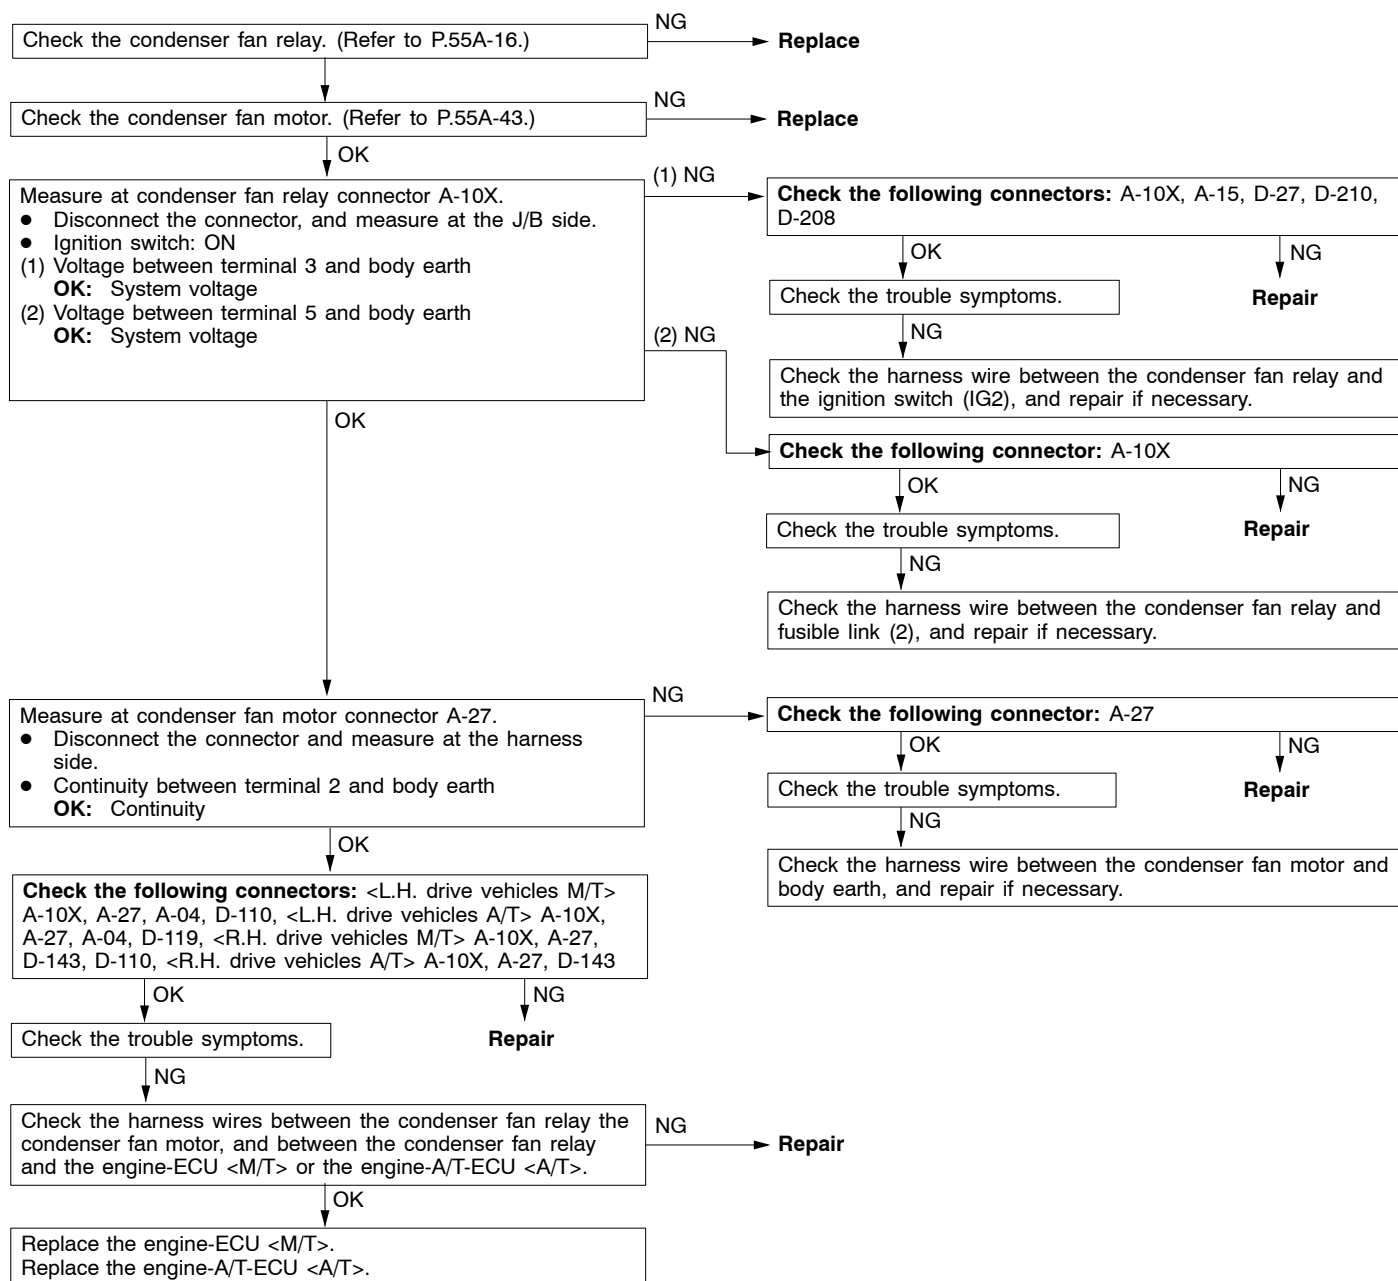 Check the condenser fan relay. (Refer to P.55A-16.)
NG
Replace
Check the condenser fan motor. (Refer to P.55A-43.)
NG
Replace
OK
Measure at condenser fan relay connector A-10X.
● Disconnect the connector, and measure at the J/B side.
● Ignition switch: ON
(1) Voltage between terminal 3 and body earth
OK: System voltage
(2) Voltage between terminal 5 and body earth
OK: System voltage
(1) NG
Check the following connectors: A-10X, A-15, D-27, D-210,
D-208
OK
NG
Check the trouble symptoms.
Repair
NG
Check the harness wire between the condenser fan relay and
the ignition switch (IG2), and repair if necessary.
(2) NG
Check the following connector: A-10X
OK
NG
Check the trouble symptoms.
Repair
NG
Check the harness wire between the condenser fan relay and
fusible link (2), and repair if necessary.
OK
Measure at condenser fan motor connector A-27.
● Disconnect the connector and measure at the harness
side.
● Continuity between terminal 2 and body earth
OK: Continuity
NG
Check the following connector: A-27
OK
NG
Check the trouble symptoms.
Repair
NG
Check the harness wire between the condenser fan motor and
body earth, and repair if necessary.
OK
Check the following connectors: <L.H. drive vehicles M/T>
A-10X, A-27, A-04, D-110, <L.H. drive vehicles A/T> A-10X,
A-27, A-04, D-119, <R.H. drive vehicles M/T> A-10X, A-27,
D-143, D-110, <R.H. drive vehicles A/T> A-10X, A-27, D-143
OK
NG
Check the trouble symptoms.
Repair
NG
Check the harness wires between the condenser fan relay the
condenser fan motor, and between the condenser fan relay
and the engine-ECU <M/T> or the engine-A/T-ECU <A/T>.
NG
Repair
OK
Replace the engine-ECU <M/T>.
Replace the engine-A/T-ECU <A/T>.